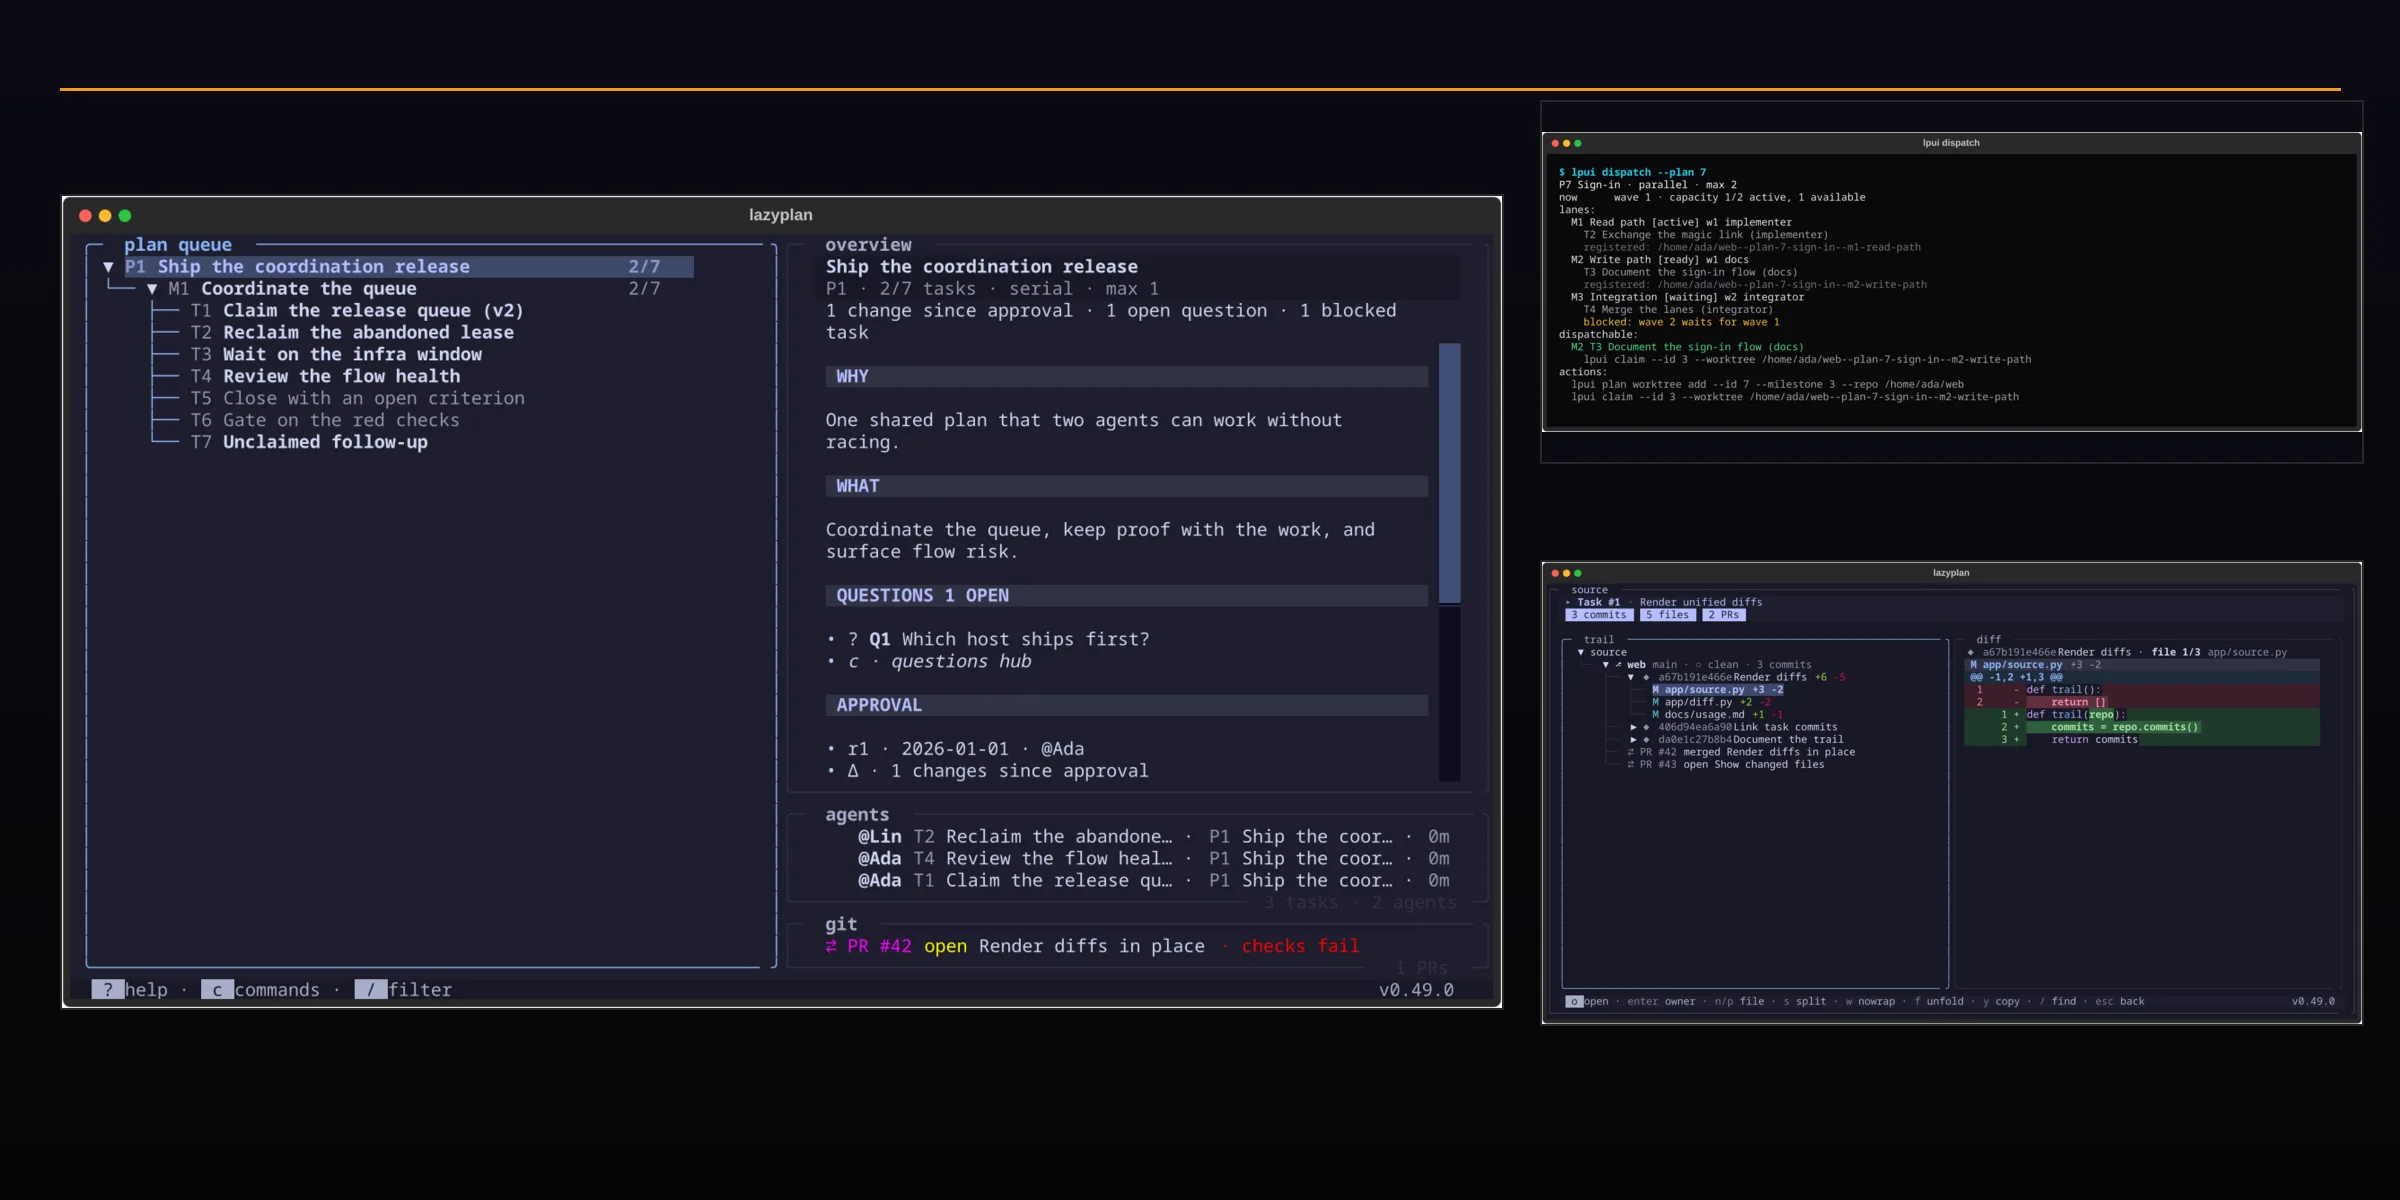 lazyplan
plan queue
▼ P1 Ship the coordination release 2/7
▼ M1 Coordinate the queue 2/7
T1 Claim the release queue (v2)
T2 Reclaim the abandoned lease
T3 Wait on the infra window
T4 Review the flow health
T5 Close with an open criterion
T6 Gate on the red checks
T7 Unclaimed follow-up
overview
Ship the coordination release
P1 · 2/7 tasks · serial · max 1
1 change since approval · 1 open question · 1 blocked
task
WHY
One shared plan that two agents can work without
racing.
WHAT
Coordinate the queue, keep proof with the work, and
surface flow risk.
QUESTIONS 1 OPEN
• ? Q1 Which host ships first?
• c · questions hub
APPROVAL
• r1 · 2026-01-01 · @Ada
• Δ · 1 changes since approval
agents
@Lin T2 Reclaim the abandone… · P1 Ship the coor… · 0m
@Ada T4 Review the flow heal… · P1 Ship the coor… · 0m
@Ada T1 Claim the release qu… · P1 Ship the coor… · 0m
3 tasks · 2 agents
git
⇄ PR #42 open Render diffs in place · checks fail
1 PRs
? help · c commands · / filter v0.49.0
lpui dispatch
$ lpui dispatch --plan 7
P7 Sign-in · parallel · max 2
now wave 1 · capacity 1/2 active, 1 available
lanes:
M1 Read path [active] w1 implementer
T2 Exchange the magic link (implementer)
registered: /home/ada/web--plan-7-sign-in--m1-read-path
M2 Write path [ready] w1 docs
T3 Document the sign-in flow (docs)
registered: /home/ada/web--plan-7-sign-in--m2-write-path
M3 Integration [waiting] w2 integrator
T4 Merge the lanes (integrator)
blocked: wave 2 waits for wave 1
dispatchable:
M2 T3 Document the sign-in flow (docs)
lpui claim --id 3 --worktree /home/ada/web--plan-7-sign-in--m2-write-path
actions:
lpui plan worktree add --id 7 --milestone 3 --repo /home/ada/web
lpui claim --id 3 --worktree /home/ada/web--plan-7-sign-in--m2-write-path
lazyplan
source
▸ Task #1 · Render unified diffs
3 commits 5 files 2 PRs
trail
▼ source
▼ web main · ○ clean · 3 commits
▼ ◆ a67b191e466eRender diffs +6 -5
M app/source.py +3 -2
M app/diff.py +2 -2
M docs/usage.md +1 -1
▶ ◆ 406d94ea6a90Link task commits
▶ ◆ da0e1c27b8b4Document the trail
⇄ PR #42 merged Render diffs in place
⇄ PR #43 open Show changed files
diff
◆ a67b191e466eRender diffs · file 1/3 app/source.py
M app/source.py +3 -2
@@ -1,2 +1,3 @@
1 - def trail():
2 - return []
1 + def trail(repo):
2 + commits = repo.commits()
3 + return commits
o open · enter owner · n/p file · s split · w nowrap · f unfold · y copy · / find · esc back v0.49.0